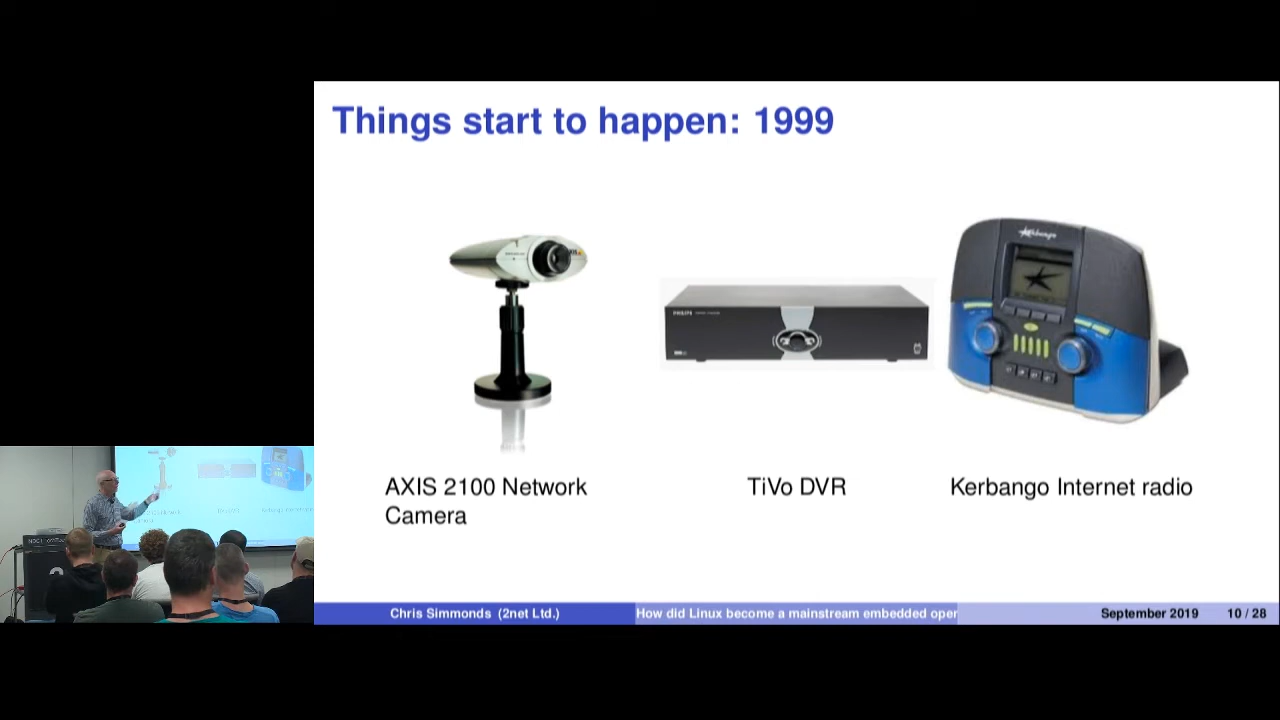 Things start to happen: 1999
AXIS 2100 Network
Camera
TiVo DVR
Kerbango Internet radio
Chris Simmonds (2net Ltd.)
How did Linux become a mainstream embedded oper
September 2019
10 / 28